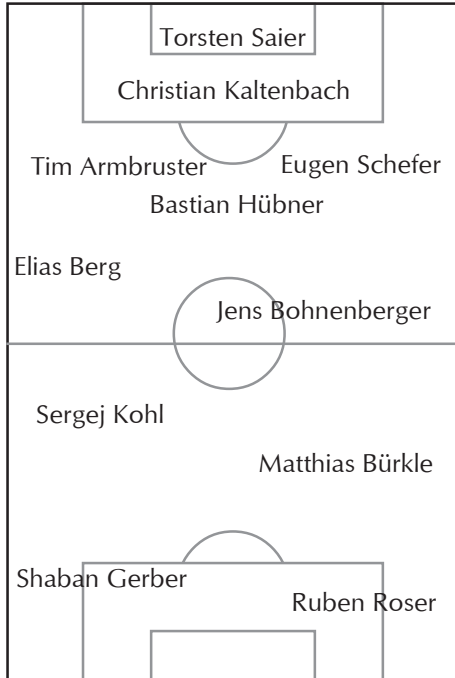 Torsten Saier
Christian Kaltenbach
Tim Armbruster
Eugen Schefer
Bastian Hübner
Elias Berg
Jens Bohnenberger
Sergej Kohl
Matthias Bürkle
Shaban Gerber
Ruben Roser